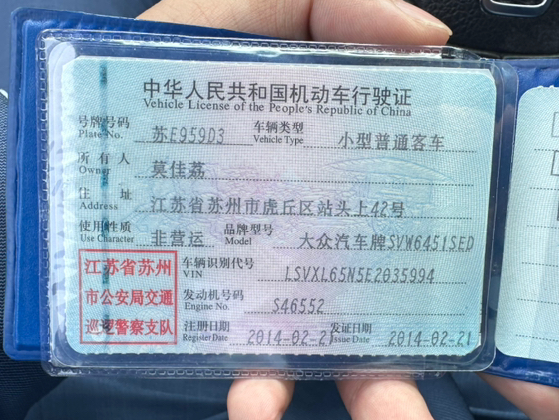 中华人民共和国机动车行驶证
Vehicle License of the People's Republic of China
号牌号码 苏E959D3 车辆类型 小型普通客车
Plate No. Vehicle Type
所有人 莫佳荔
Owner
住址 江苏省苏州市虎丘区站头上42号
Address
使用性质 非营运 品牌型号 大众汽车牌SVW6451SED
Use Character Model
江苏省苏州
市公安局交通
巡逻警察支队
车辆识别代号 LSVXL65N5E2035994
VIN
发动机号码 S46552
Engine No.
注册日期 2014-02-21 发证日期 2014-02-21
Register Date Issue Date